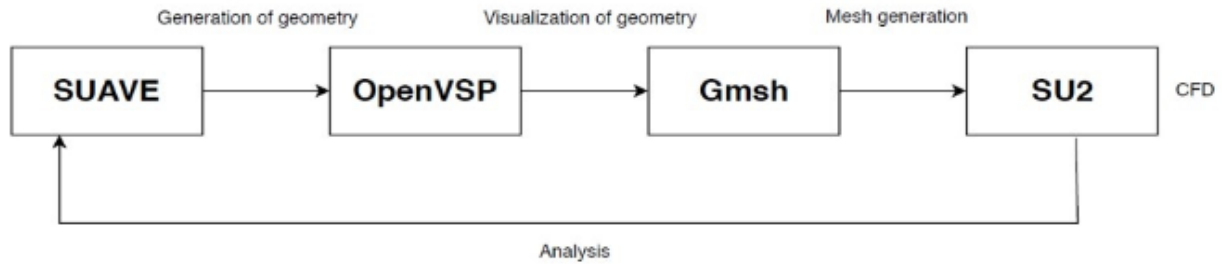 Generation of geometry
Visualization of geometry
Mesh generation
SUAVE
OpenVSP
Gmsh
SU2
CFD
Analysis